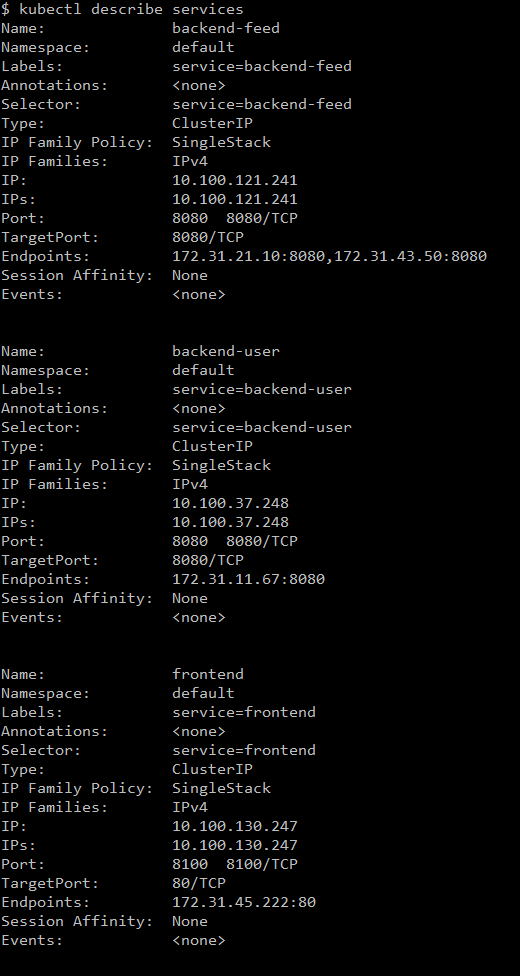 $ kubectl describe services
Name:              backend-feed
Namespace:         default
Labels:            service=backend-feed
Annotations:       <none>
Selector:          service=backend-feed
Type:              ClusterIP
IP Family Policy:  SingleStack
IP Families:       IPv4
IP:                10.100.121.241
IPs:               10.100.121.241
Port:              8080  8080/TCP
TargetPort:        8080/TCP
Endpoints:         172.31.21.10:8080,172.31.43.50:8080
Session Affinity:  None
Events:            <none>

Name:              backend-user
Namespace:         default
Labels:            service=backend-user
Annotations:       <none>
Selector:          service=backend-user
Type:              ClusterIP
IP Family Policy:  SingleStack
IP Families:       IPv4
IP:                10.100.37.248
IPs:               10.100.37.248
Port:              8080  8080/TCP
TargetPort:        8080/TCP
Endpoints:         172.31.11.67:8080
Session Affinity:  None
Events:            <none>

Name:              frontend
Namespace:         default
Labels:            service=frontend
Annotations:       <none>
Selector:          service=frontend
Type:              ClusterIP
IP Family Policy:  SingleStack
IP Families:       IPv4
IP:                10.100.130.247
IPs:               10.100.130.247
Port:              8100  8100/TCP
TargetPort:        80/TCP
Endpoints:         172.31.45.222:80
Session Affinity:  None
Events:            <none>